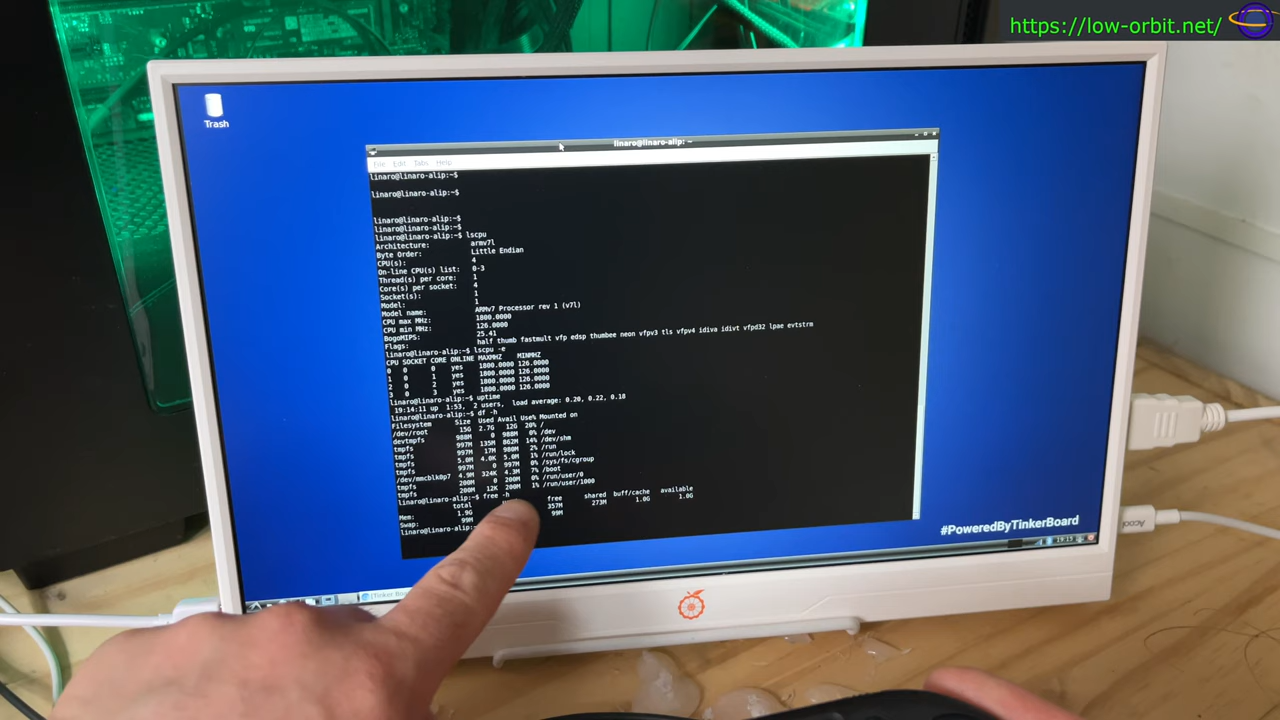 https://low-orbit.net/
Trash
linaro@linaro-alip: ~
File Edit Tabs Help
linaro@linaro-alip:~$
linaro@linaro-alip:~$
linaro@linaro-alip:~$
linaro@linaro-alip:~$
linaro@linaro-alip:~$ lscpu
Architecture: armv7l
Byte Order: Little Endian
CPU(s): 4
On-line CPU(s) list: 0-3
Thread(s) per core: 1
Core(s) per socket: 4
Socket(s): 1
Model: 1
Model name: ARMv7 Processor rev 1 (v7l)
CPU max MHz: 1800.0000
CPU min MHz: 126.0000
BogoMIPS: 25.41
Flags: half thumb fastmult vfp edsp thumbee neon vfpv3 tls vfpv4 idiva idivt vfpd32 lpae evtstrm
linaro@linaro-alip:~$ lscpu -e
CPU SOCKET CORE ONLINE MAXMHZ MINMHZ
0 0 0 yes 1800.0000 126.0000
1 0 1 yes 1800.0000 126.0000
2 0 2 yes 1800.0000 126.0000
3 0 3 yes 1800.0000 126.0000
linaro@linaro-alip:~$ uptime
19:14:11 up 1:53, 2 users, load average: 0.20, 0.22, 0.18
linaro@linaro-alip:~$ df -h
Filesystem Size Used Avail Use% Mounted on
/dev/root 15G 2.7G 12G 20% /
devtmpfs 988M 0 988M 0% /dev
tmpfs 997M 135M 862M 14% /dev/shm
tmpfs 997M 17M 980M 2% /run
tmpfs 5.0M 4.0K 5.0M 1% /run/lock
tmpfs 997M 0 997M 0% /sys/fs/cgroup
/dev/mmcblk0p7 4.9M 324K 4.3M 7% /boot
tmpfs 200M 0 200M 0% /run/user/0
tmpfs 200M 12K 200M 1% /run/user/1000
linaro@linaro-alip:~$ free -h
total free shared buff/cache available
Mem: 1.9G 357M 273M 1.0G 1.0G
Swap: 99M 99M
linaro@linaro-alip:~$
#PoweredByTinkerBoard
19:15